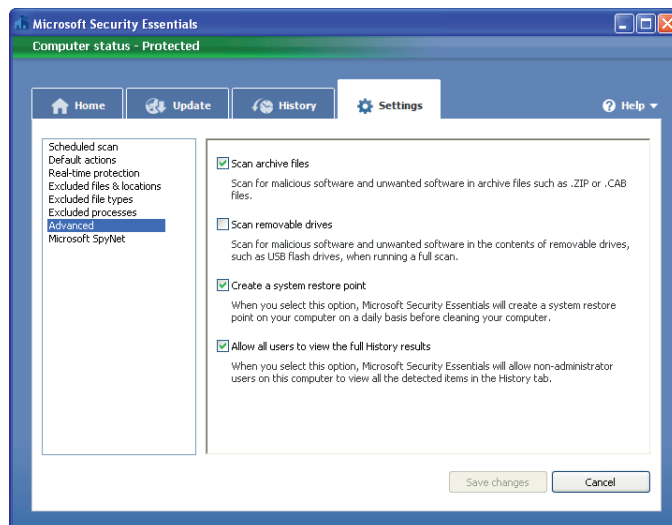 Microsoft Security Essentials
Computer status - Protected
Home
Update
History
Settings
Help
Scheduled scan
Default actions
Real-time protection
Excluded files & locations
Excluded file types
Excluded processes
Advanced
Microsoft SpyNet
Scan archive files
Scan for malicious software and unwanted software in archive files such as .ZIP or .CAB
files.
Scan removable drives
Scan for malicious software and unwanted software in the contents of removable drives,
such as USB flash drives, when running a full scan.
Create a system restore point
When you select this option, Microsoft Security Essentials will create a system restore
point on your computer on a daily basis before cleaning your computer.
Allow all users to view the full History results
When you select this option, Microsoft Security Essentials will allow non-administrator
users on this computer to view all the detected items in the History tab.
Save changes
Cancel